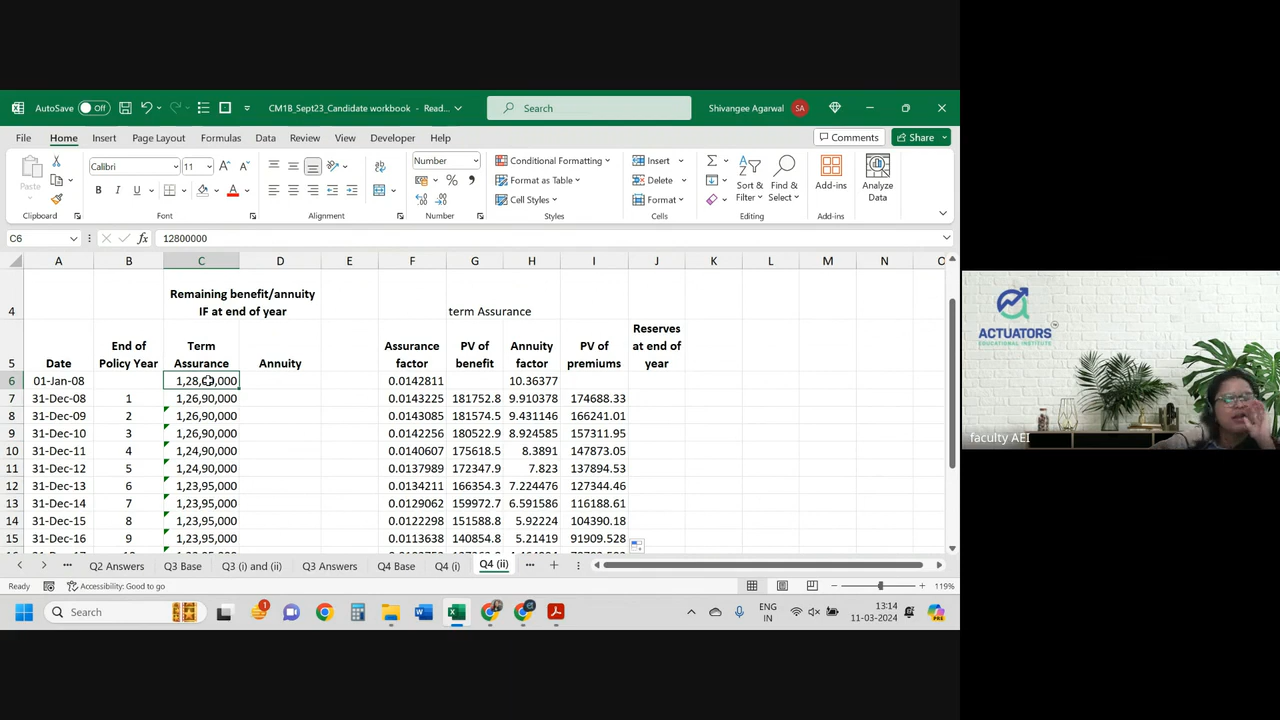 AutoSave Off CM1B_Sept23_Candidate workbook - Read... Search Shivangee Agarwal SA
File Home Insert Page Layout Formulas Data Review View Developer Help Comments Share
Paste Calibri 11 A A B I U A ab Number % Conditional Formatting Format as Table Cell Styles Insert Delete Format Sort & Filter Find & Select Add-ins Analyze Data
Clipboard Font Alignment Number Styles Cells Editing Add-ins
C6 fx 12800000
A B C D E F G H I J K L M N O
4 Remaining benefit/annuity IF at end of year term Assurance
5 Date End of Policy Year Term Assurance Annuity Assurance factor PV of benefit Annuity factor PV of premiums Reserves at end of year
6 01-Jan-08 0.0142811 10.36377
7 31-Dec-08 1 1,26,90,000 0.0143225 181752.8 9.910378 174688.33
8 31-Dec-09 2 1,26,90,000 0.0143085 181574.5 9.431146 166241.01
9 31-Dec-10 3 1,26,90,000 0.0142256 180522.9 8.924585 157311.95
10 31-Dec-11 4 1,24,90,000 0.0140607 175618.5 8.3891 147873.05
11 31-Dec-12 5 1,24,90,000 0.0137989 172347.9 7.823 137894.53
12 31-Dec-13 6 1,23,95,000 0.0134211 166354.3 7.224476 127344.46
13 31-Dec-14 7 1,23,95,000 0.0129062 159972.7 6.591586 116188.61
14 31-Dec-15 8 1,23,95,000 0.0122298 151588.8 5.92224 104390.18
15 31-Dec-16 9 1,23,95,000 0.0113638 140854.8 5.21419 91909.528
Q2 Answers Q3 Base Q3 (i) and (ii) Q3 Answers Q4 Base Q4 (i) Q4 (ii)
Ready Accessibility: Good to go 119%
Search 1 ENG IN 13:14 11-03-2024
ACTUATORS
EDUCATIONAL INSTITUTE
faculty AEI